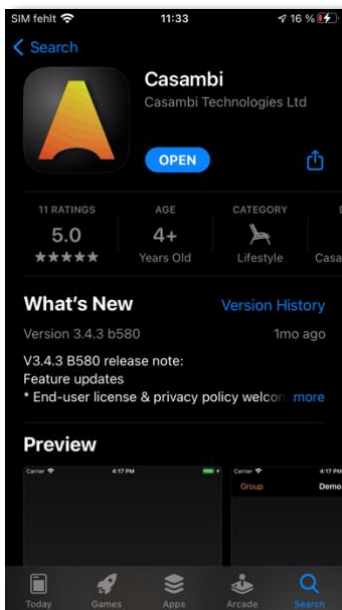 SIM fehlt 11:33 16 %
Search
Casambi
Casambi Technologies Ltd
OPEN
11 RATINGS AGE CATEGORY
5.0 4+
★★★★★ Years Old Lifestyle Casa
What's New Version History
Version 3.4.3 b580 1mo ago
V3.4.3 B580 release note:
Feature updates
* End-user license & privacy policy welcon more
Preview
Carrier 4:17 PM Carrier 4:17 PM
Group Demo
Today Games Apps Arcade Search